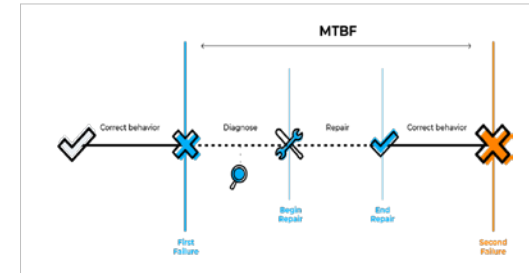 MTBF
Correct behavior
Diagnose
Repair
Correct behavior
Begin
Repair
End
Repair
First
Failure
Second
Failure